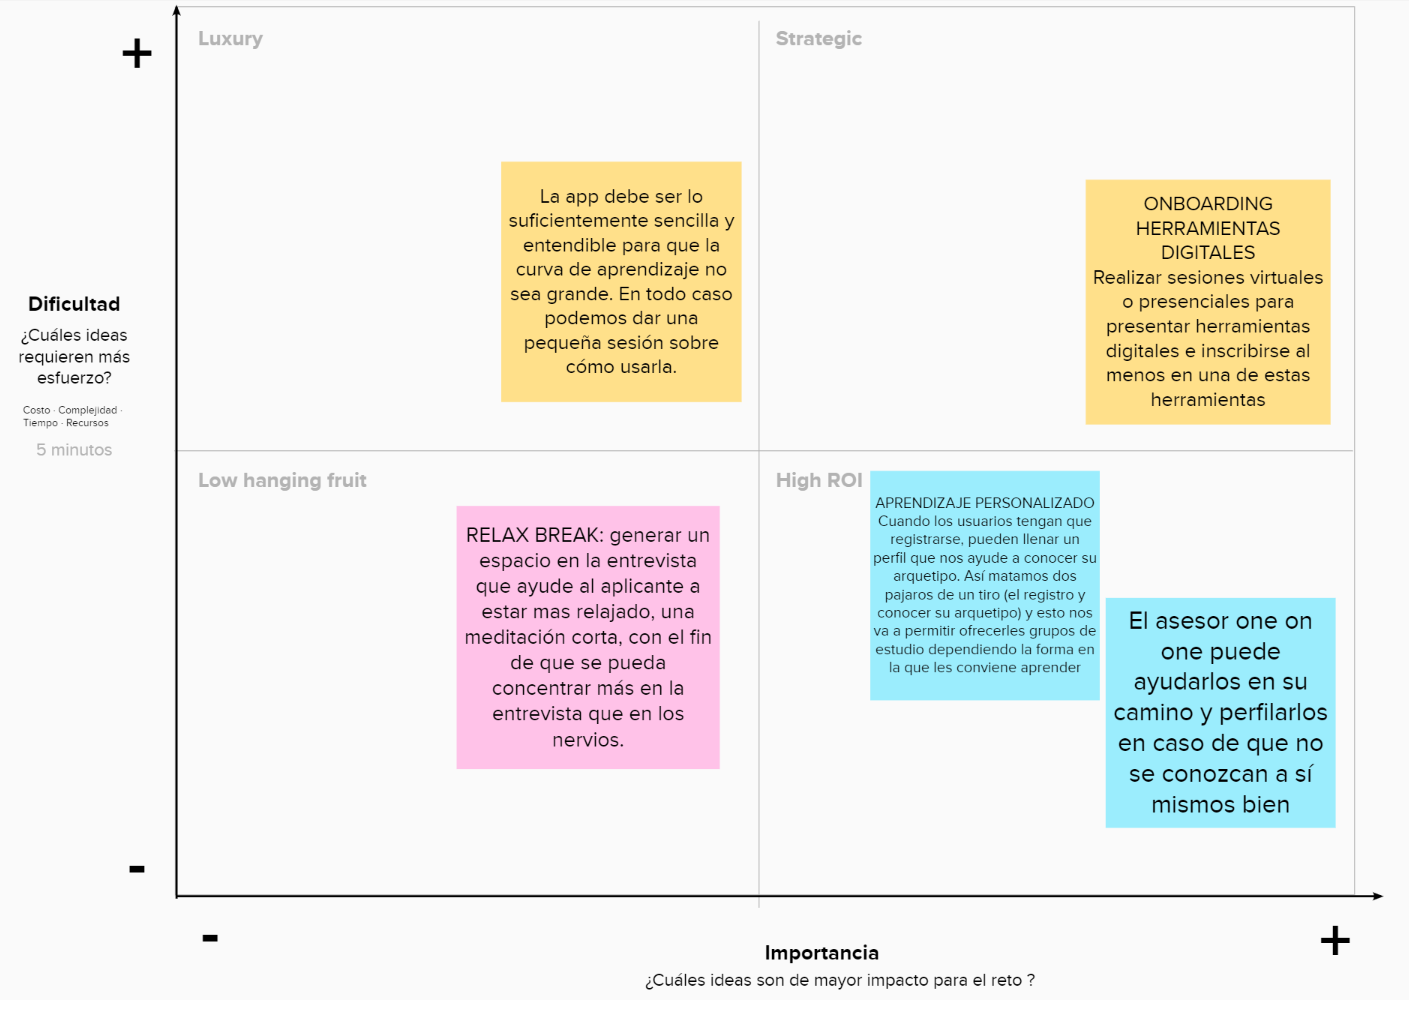 +
Luxury
Strategic
La app debe ser lo
suficientemente sencilla y
entendible para que la
curva de aprendizaje no
sea grande. En todo caso
podemos dar una
pequeña sesión sobre
cómo usarla.
ONBOARDING
HERRAMIENTAS
DIGITALES
Realizar sesiones virtuales
o presenciales para
presentar herramientas
digitales e inscribirse al
menos en una de estas
herramientas
Dificultad
¿Cuáles ideas
requieren más
esfuerzo?
Costo · Complejidad ·
Tiempo · Recursos
5 minutos
Low hanging fruit
High ROI
RELAX BREAK: generar un
espacio en la entrevista
que ayude al aplicante a
estar mas relajado, una
meditación corta, con el fin
de que se pueda
concentrar más en la
entrevista que en los
nervios.
APRENDIZAJE PERSONALIZADO
Cuando los usuarios tengan que
registrarse, pueden llenar un
perfil que nos ayude a conocer su
arquetipo. Así matamos dos
pajaros de un tiro (el registro y
conocer su arquetipo) y esto nos
va a permitir ofrecerles grupos de
estudio dependiendo la forma en
la que les conviene aprender
El asesor one on
one puede
ayudarlos en su
camino y perfilarlos
en caso de que no
se conozcan a sí
mismos bien
-
-
+
Importancia
¿Cuáles ideas son de mayor impacto para el reto ?